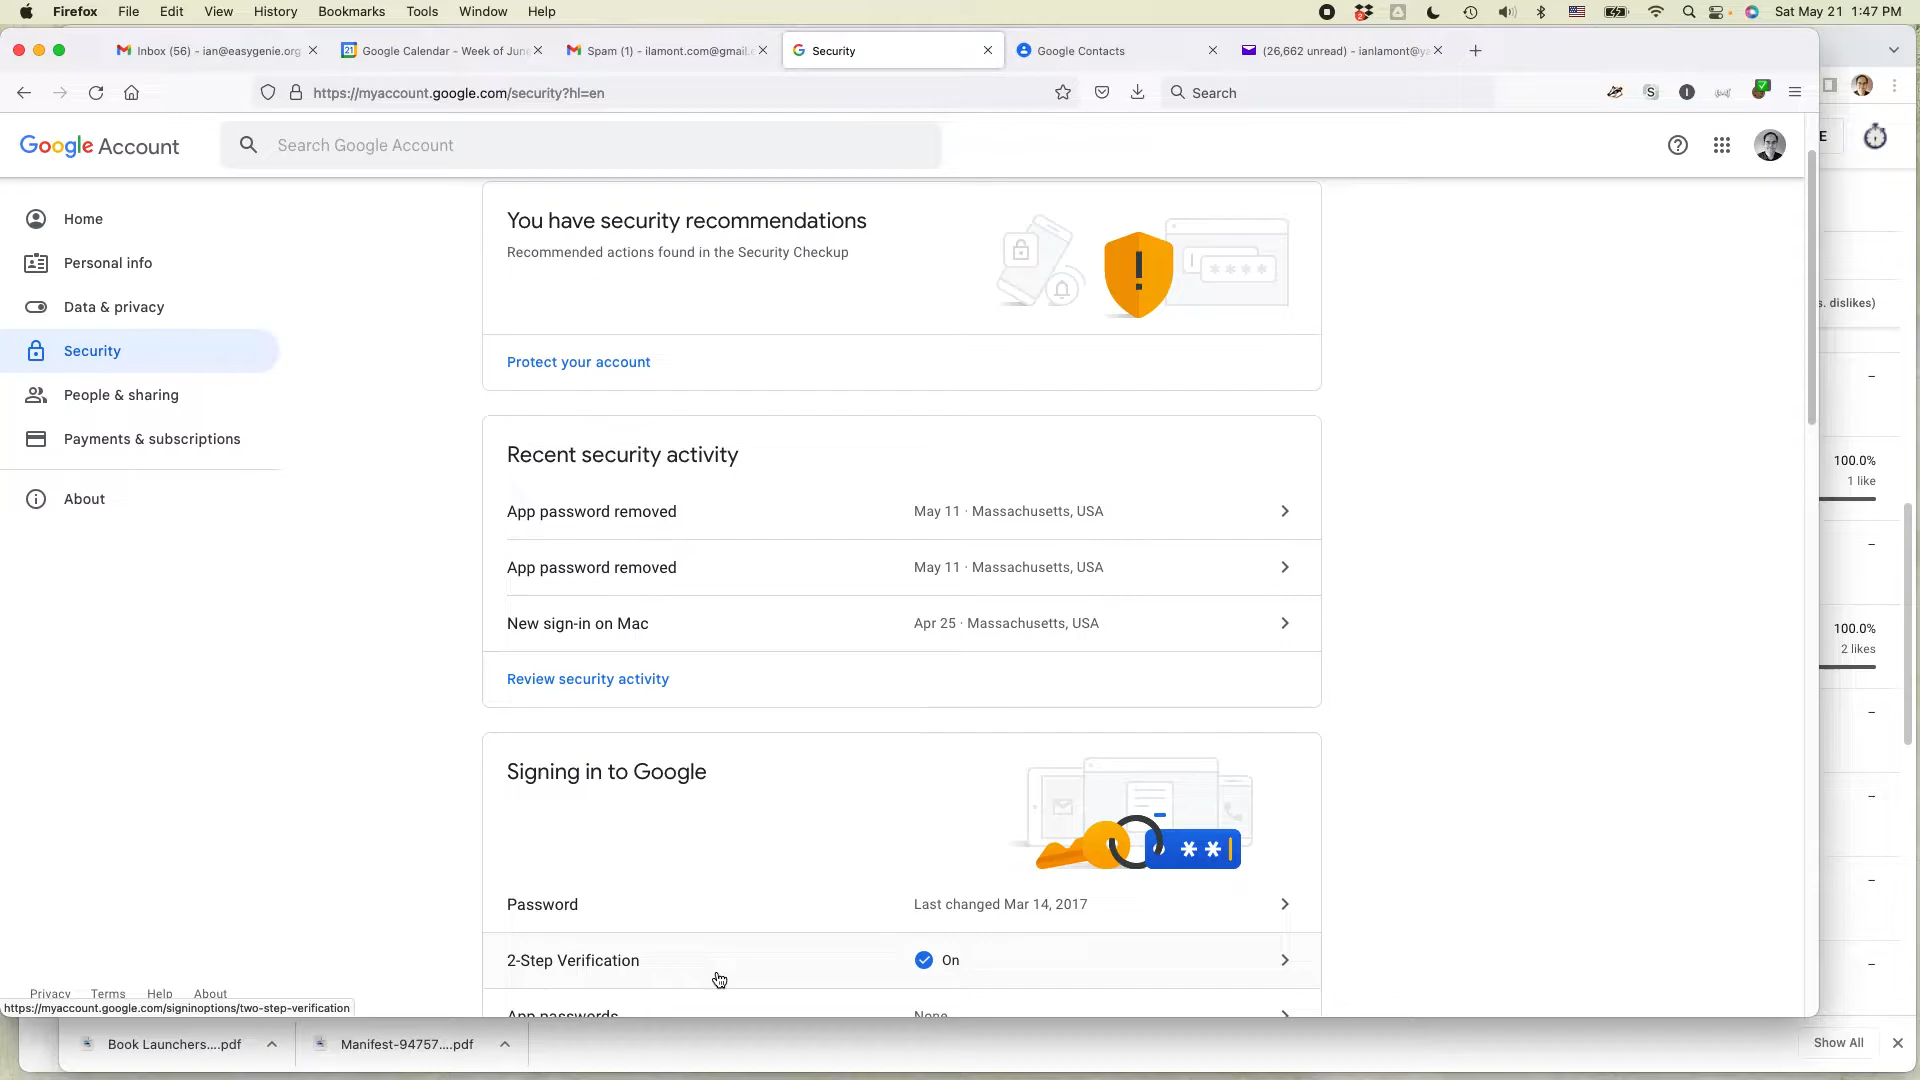 Firefox File Edit View History Bookmarks Tools Window Help
Sat May 21 1:47 PM
Inbox (56) - ian@easygenie.org
Google Calendar - Week of June
Spam (1) - ilamont.com@gmail.
Security
Google Contacts
(26,662 unread) - ianlamont@ya
https://myaccount.google.com/security?hl=en
Search
Google Account
Search Google Account
E
Home
Personal info
Data & privacy
Security
People & sharing
Payments & subscriptions
About
You have security recommendations
Recommended actions found in the Security Checkup
Protect your account
Recent security activity
App password removed May 11 · Massachusetts, USA
App password removed May 11 · Massachusetts, USA
New sign-in on Mac Apr 25 · Massachusetts, USA
Review security activity
Signing in to Google
Password Last changed Mar 14, 2017
2-Step Verification On
App passwords None
s. dislikes)
–
100.0%
1 like
–
100.0%
2 likes
–
–
–
–
Privacy Terms Help About
https://myaccount.google.com/signinoptions/two-step-verification
Book Launchers....pdf
Manifest-94757....pdf
Show All